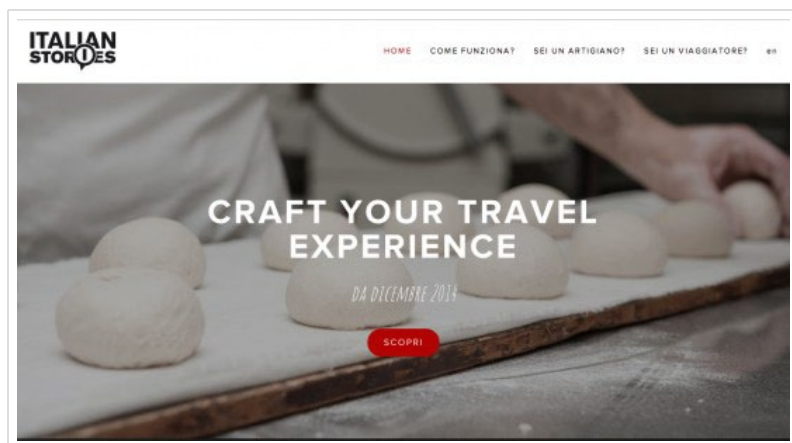 ITALIAN
STORIES
HOME COME FUNZIONA? SEI UN ARTIGIANO? SEI UN VIAGGIATORE? en
CRAFT YOUR TRAVEL
EXPERIENCE
DA DICEMBRE 2014
SCOPRI